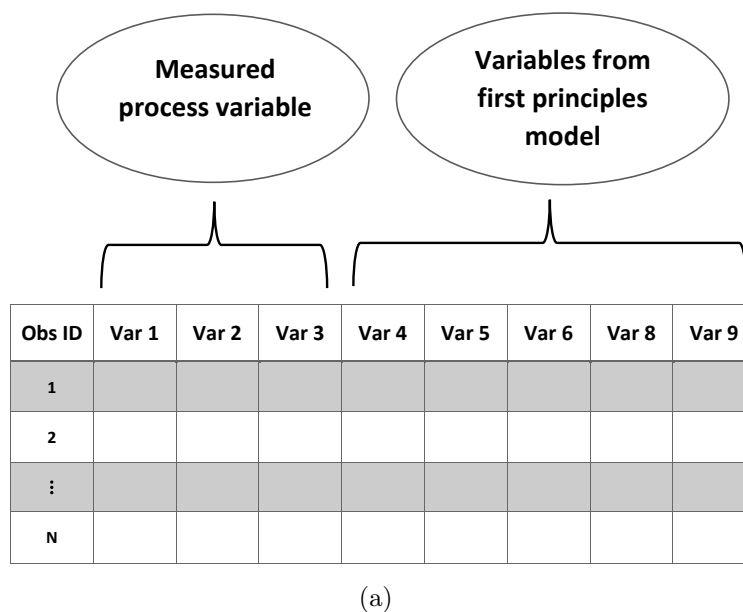 Measured
process variable
Variables from
first principles
model
Obs ID Var 1 Var 2 Var 3 Var 4 Var 5 Var 6 Var 8 Var 9
1
2
⋮
N
(a)